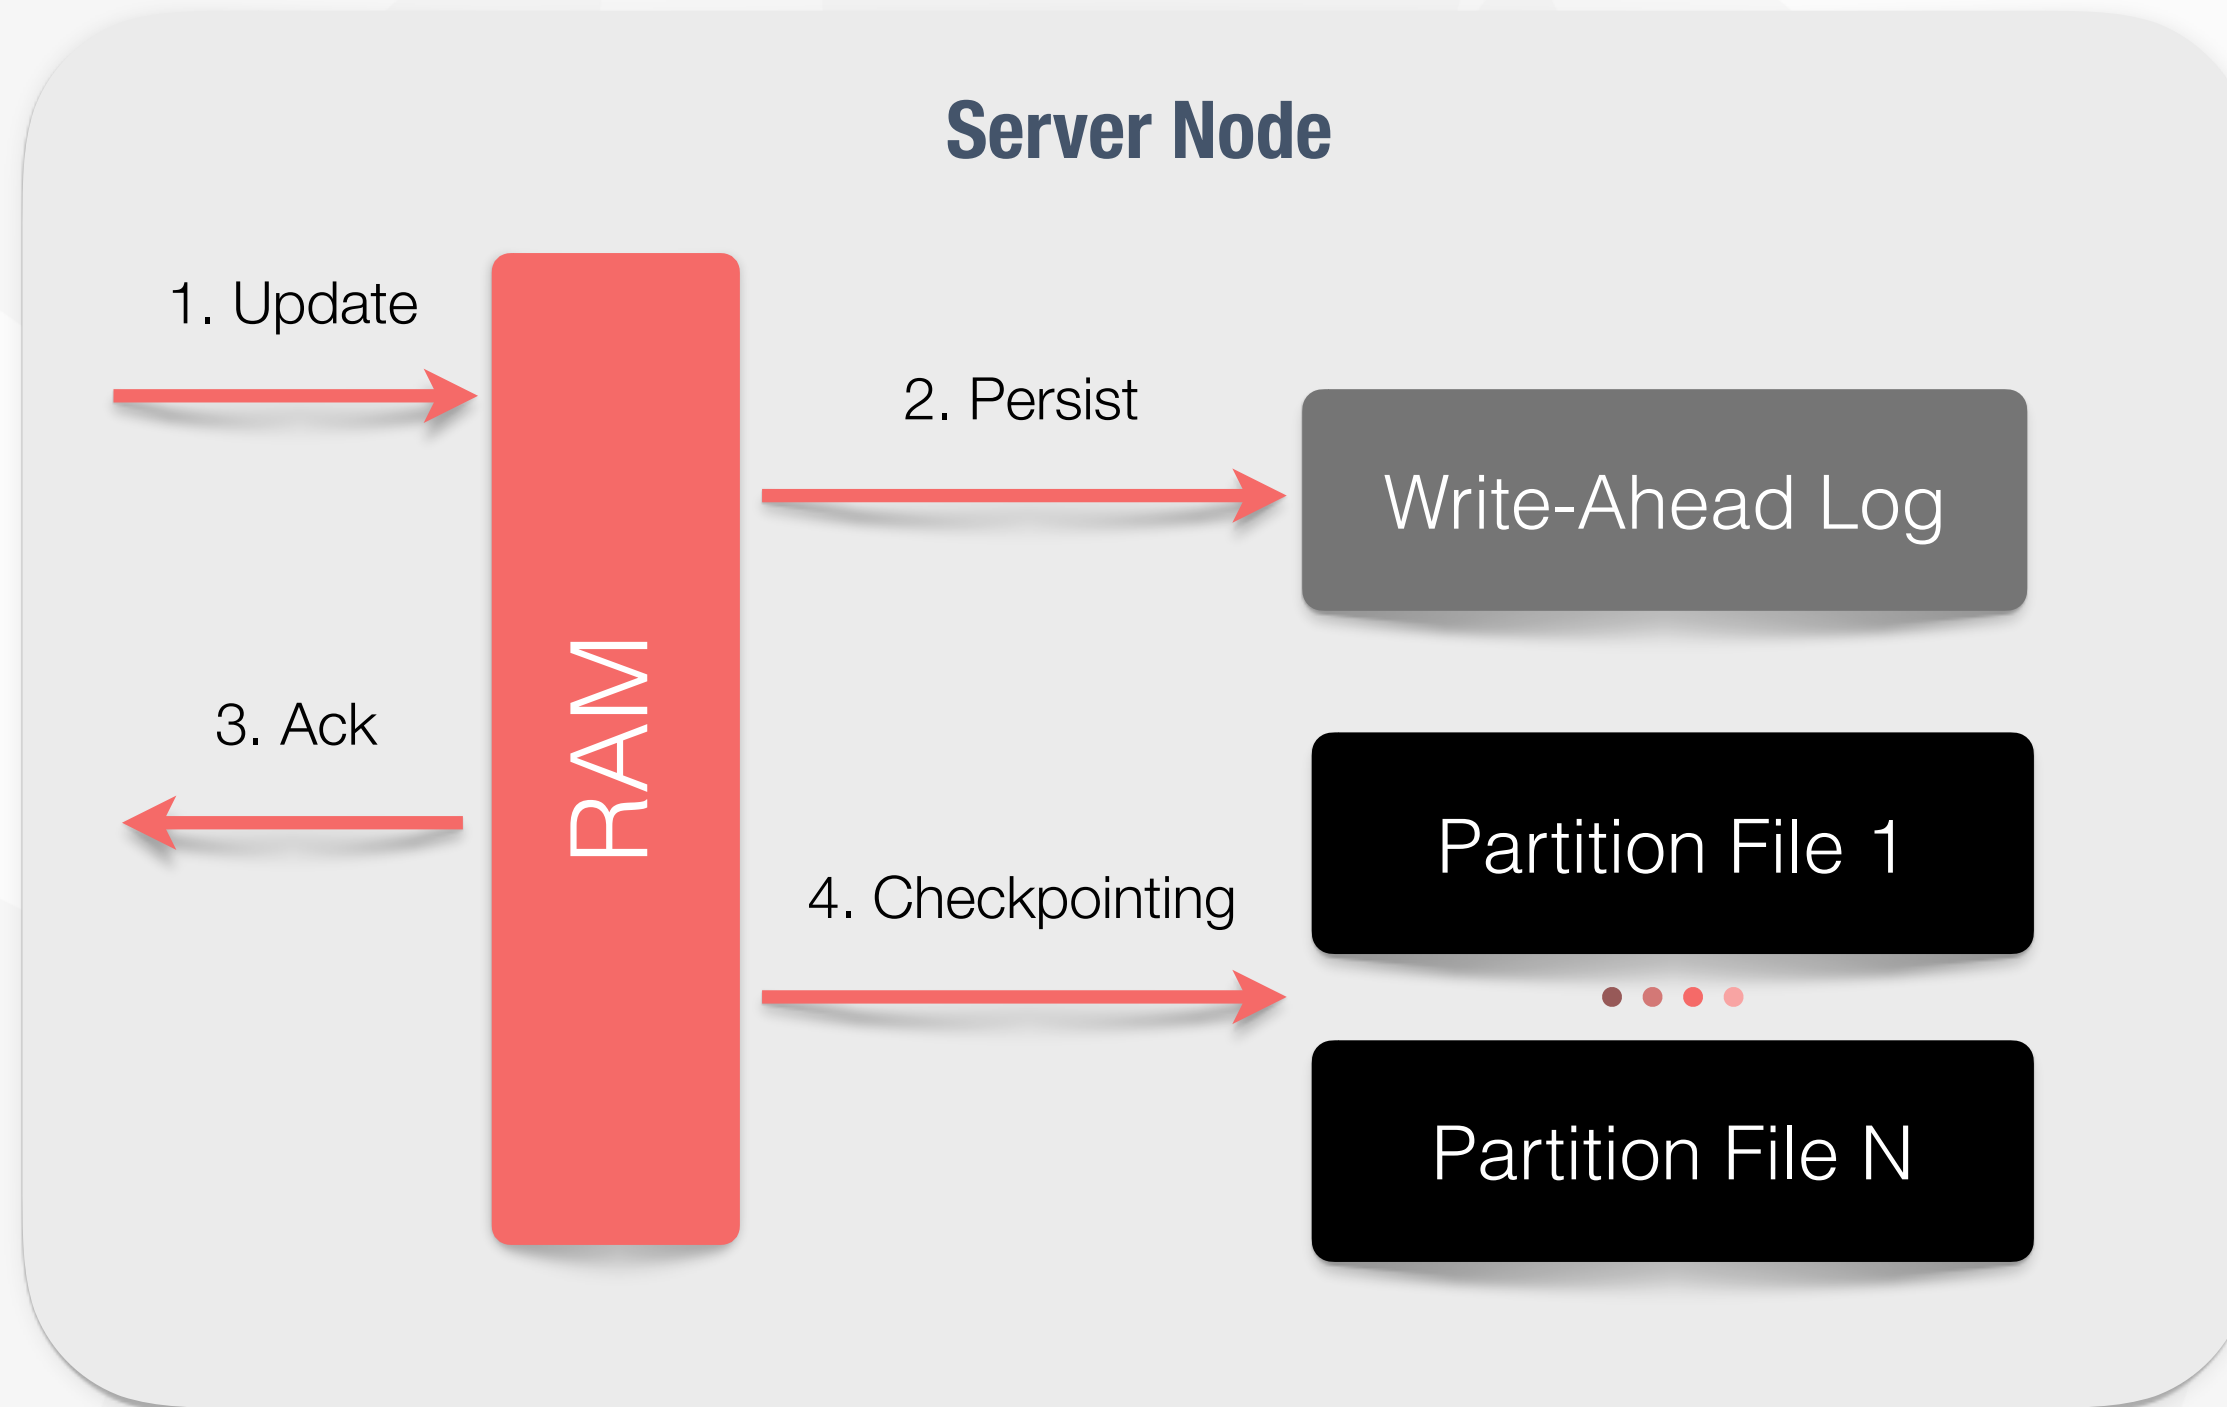 Server Node
1. Update
2. Persist
Write-Ahead Log
RAM
3. Ack
Partition File 1
4. Checkpointing
Partition File N